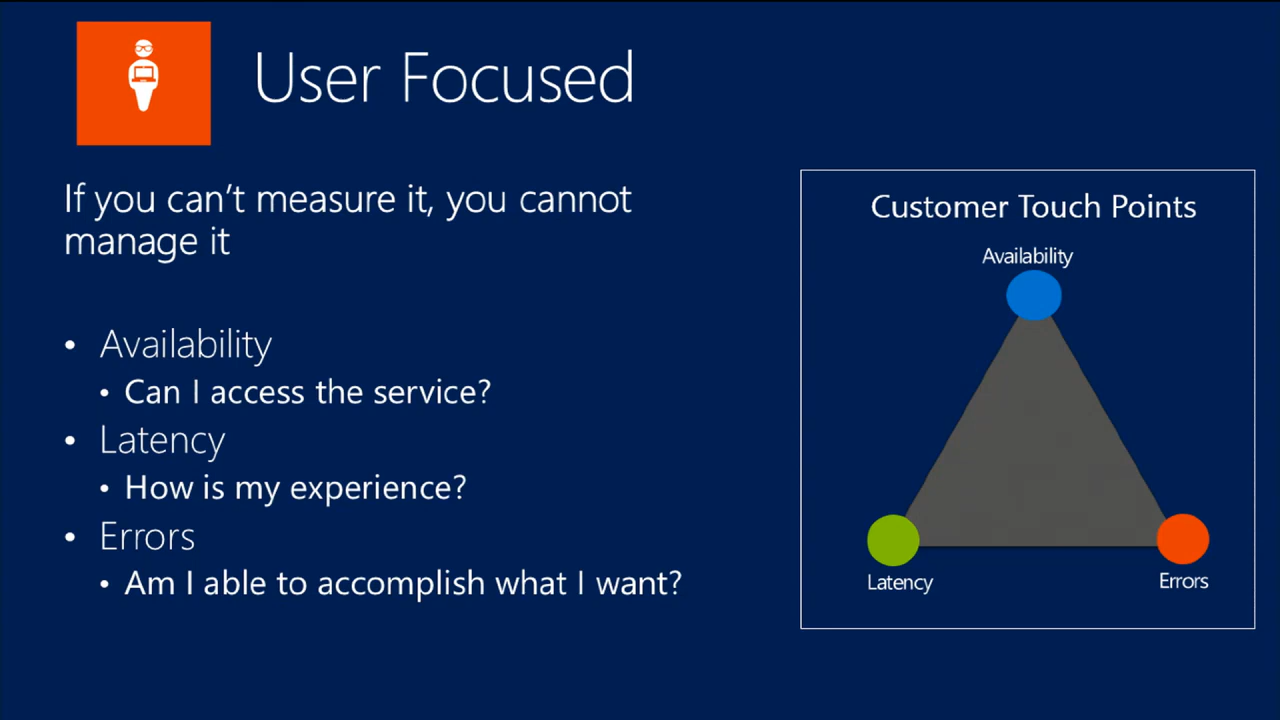 User Focused
If you can't measure it, you cannot
manage it
• Availability
• Can I access the service?
• Latency
• How is my experience?
• Errors
• Am I able to accomplish what I want?
Customer Touch Points
Availability
Latency
Errors